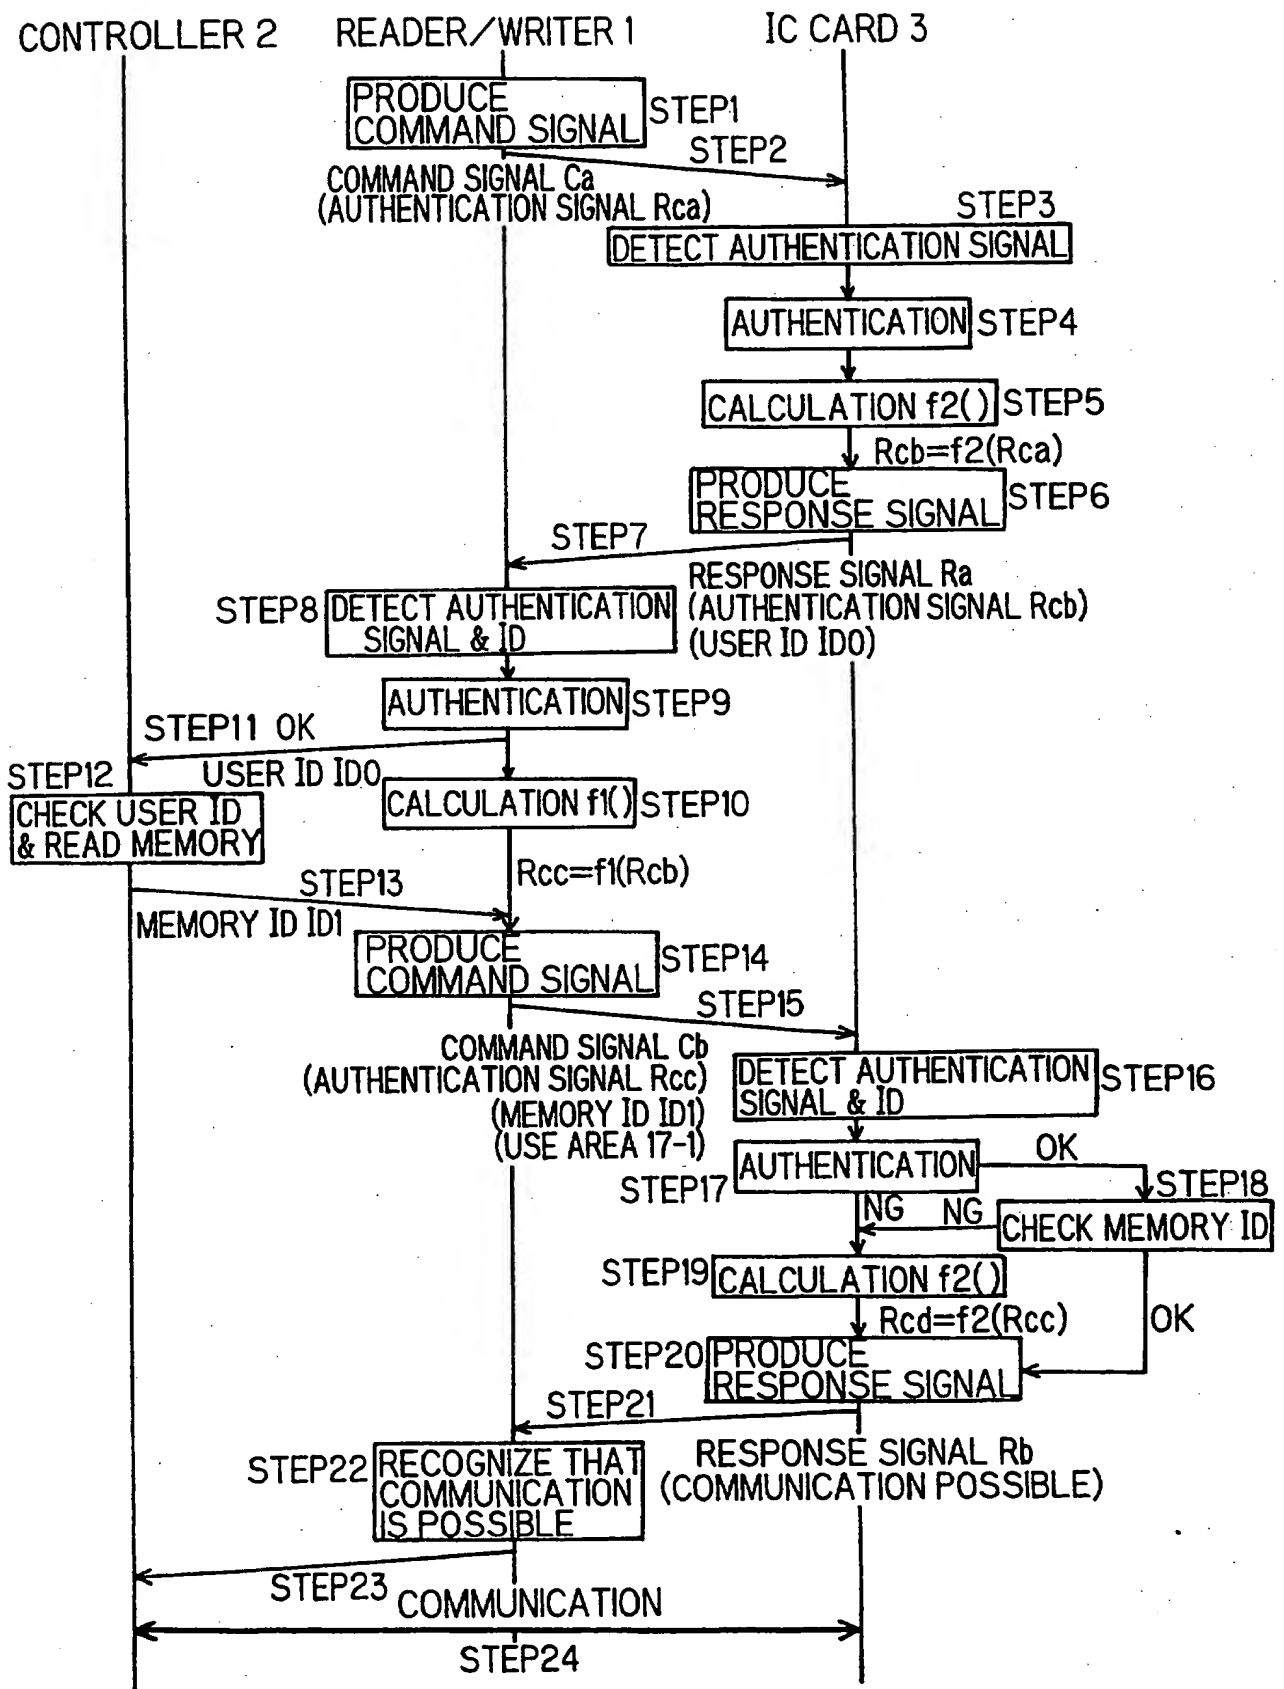 CONTROLLER 2
READER/WRITER 1
IC CARD 3
PRODUCE
COMMAND SIGNAL
STEP1
STEP2
COMMAND SIGNAL Ca
(AUTHENTICATION SIGNAL Rca)
STEP3
DETECT AUTHENTICATION SIGNAL
AUTHENTICATION
STEP4
CALCULATION f2()
STEP5
Rcb=f2(Rca)
PRODUCE
RESPONSE SIGNAL
STEP6
STEP7
RESPONSE SIGNAL Ra
(AUTHENTICATION SIGNAL Rcb)
(USER ID ID0)
STEP8
DETECT AUTHENTICATION
SIGNAL & ID
AUTHENTICATION
STEP9
STEP11 OK
USER ID ID0
STEP12
CHECK USER ID
& READ MEMORY
CALCULATION f1()
STEP10
Rcc=f1(Rcb)
STEP13
MEMORY ID ID1
PRODUCE
COMMAND SIGNAL
STEP14
STEP15
COMMAND SIGNAL Cb
(AUTHENTICATION SIGNAL Rcc)
(MEMORY ID ID1)
(USE AREA 17-1)
DETECT AUTHENTICATION
SIGNAL & ID
STEP16
AUTHENTICATION
STEP17
OK
STEP18
NG
NG
CHECK MEMORY ID
STEP19
CALCULATION f2()
Rcd=f2(Rcc)
OK
STEP20
PRODUCE
RESPONSE SIGNAL
STEP21
RESPONSE SIGNAL Rb
(COMMUNICATION POSSIBLE)
STEP22
RECOGNIZE THAT
COMMUNICATION
IS POSSIBLE
STEP23
COMMUNICATION
STEP24